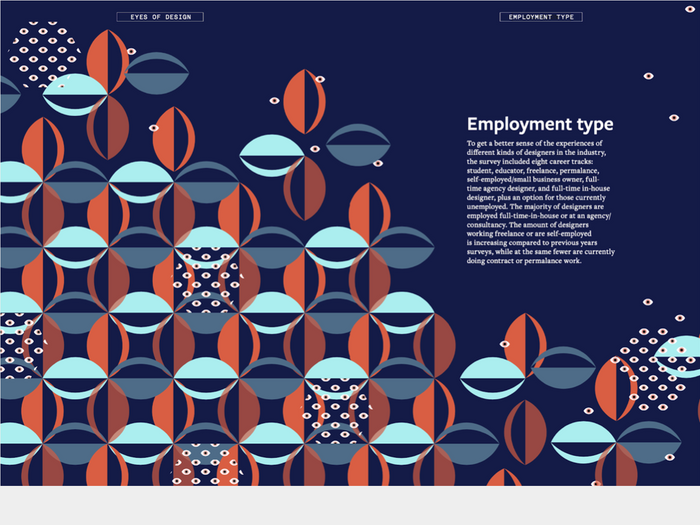 EYES OF DESIGN
EMPLOYMENT TYPE
Employment type
To get a better sense of the experiences of
different kinds of designers in the industry,
the survey included eight career tracks:
student, educator, freelance, permalance,
self-employed/small business owner, full-
time agency designer, and full-time in-house
designer, plus an option for those currently
unemployed. The majority of designers are
employed full-time-in-house or at an agency/
consultancy. The amount of designers
working freelance or are self-employed
is increasing compared to previous years
surveys, while at the same fewer are currently
doing contract or permalance work.